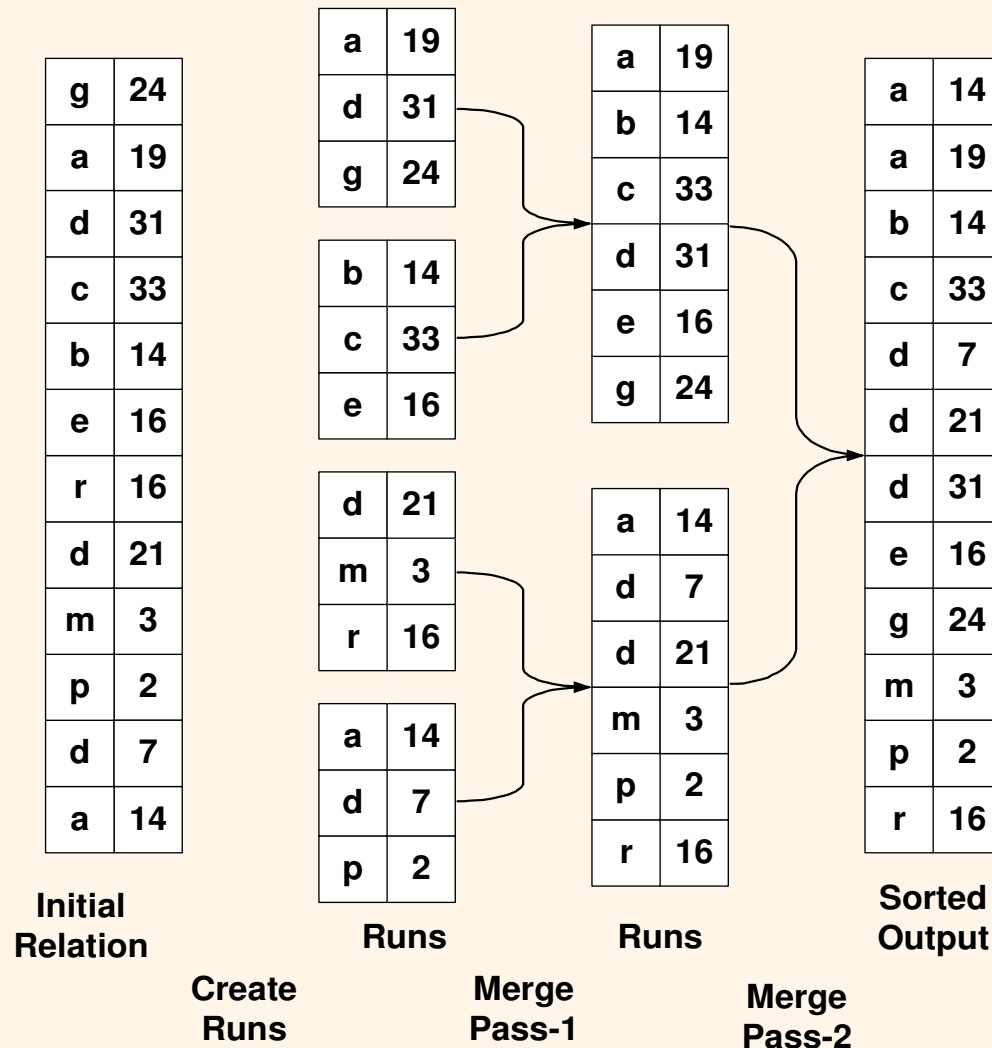 g 24
a 19
d 31
c 33
b 14
e 16
r 16
d 21
m 3
p 2
d 7
a 14
Initial
Relation
Create
Runs
a 19
d 31
g 24
b 14
c 33
e 16
d 21
m 3
r 16
a 14
d 7
p 2
Runs
Merge
Pass-1
a 19
b 14
c 33
d 31
e 16
g 24
a 14
d 7
d 21
m 3
p 2
r 16
Runs
Merge
Pass-2
a 14
a 19
b 14
c 33
d 7
d 21
d 31
e 16
g 24
m 3
p 2
r 16
Sorted
Output